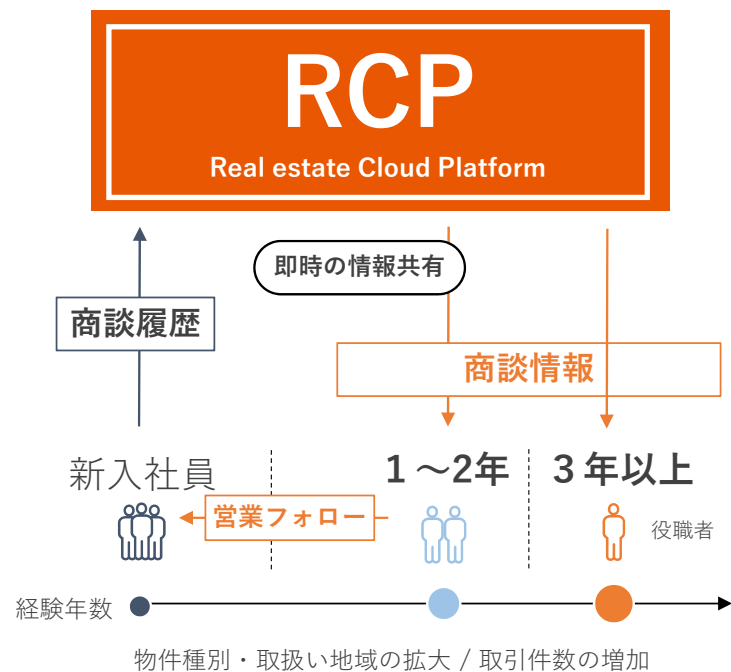 RCP
Real estate Cloud Platform
即時の情報共有
商談履歴
商談情報
新入社員
1～2年
3年以上
営業フォロー
役職者
経験年数
物件種別・取扱い地域の拡大 / 取引件数の増加